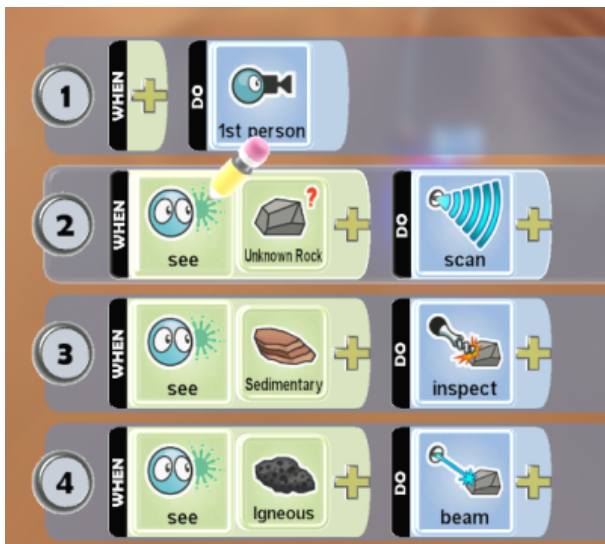 1
WHEN
DO
1st person
2
WHEN
see
Unknown Rock
?
DO
scan
3
WHEN
see
Sedimentary
DO
inspect
4
WHEN
see
Igneous
DO
beam